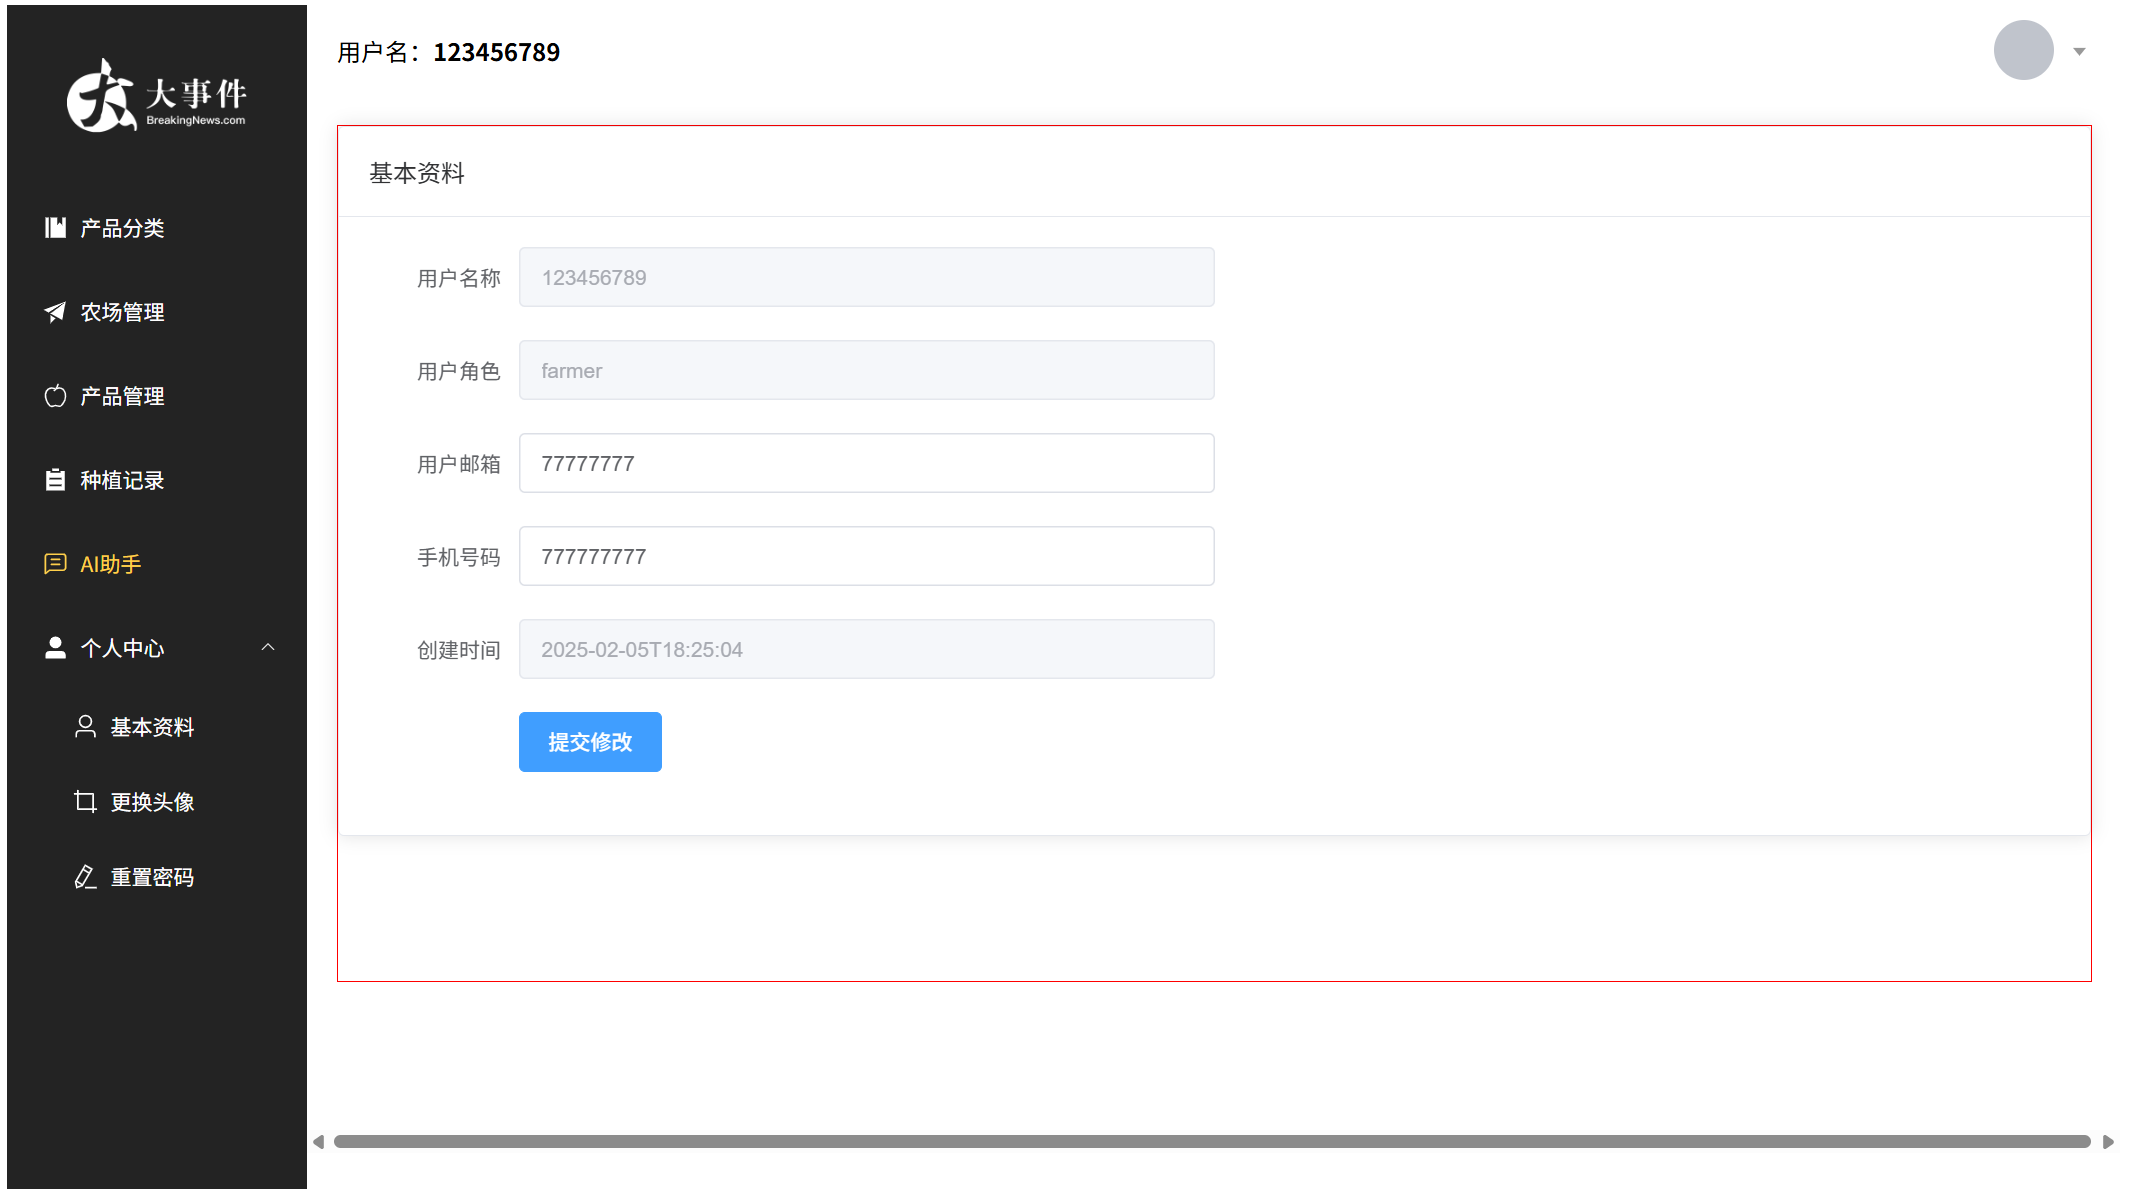 大事件
BreakingNews.com
产品分类
农场管理
产品管理
种植记录
AI助手
个人中心
基本资料
更换头像
重置密码
用户名：123456789
基本资料
用户名称 123456789
用户角色 farmer
用户邮箱 77777777
手机号码 777777777
创建时间 2025-02-05T18:25:04
提交修改